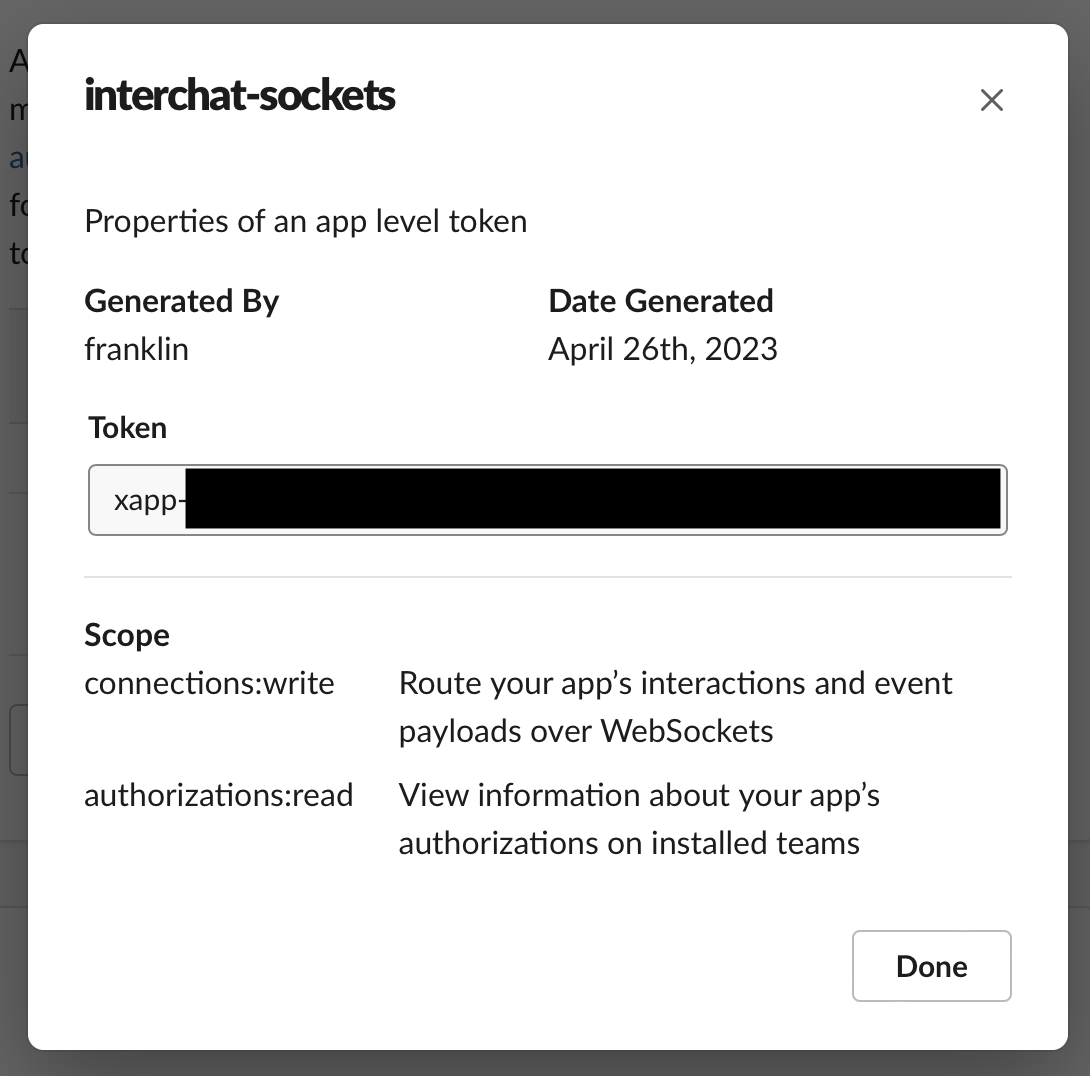 interchat-sockets
Properties of an app level token
Generated By
franklin
Date Generated
April 26th, 2023
Token
xapp-
Scope
connections:write
Route your app’s interactions and event
payloads over WebSockets
authorizations:read
View information about your app’s
authorizations on installed teams
Done